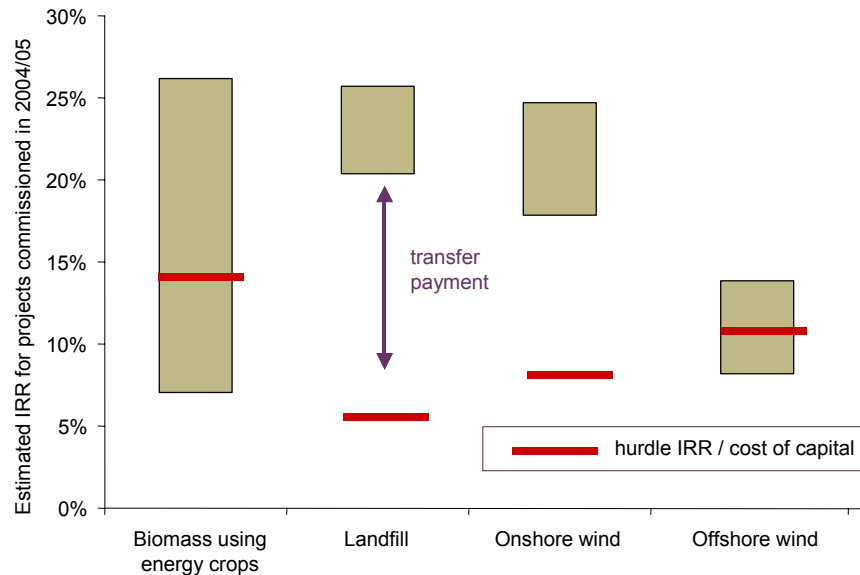 Estimated IRR for projects commissioned in 2004/05
30%
25%
20%
15%
10%
5%
0%
transfer
payment
hurdle IRR / cost of capital
Biomass using
energy crops
Landfill
Onshore wind
Offshore wind